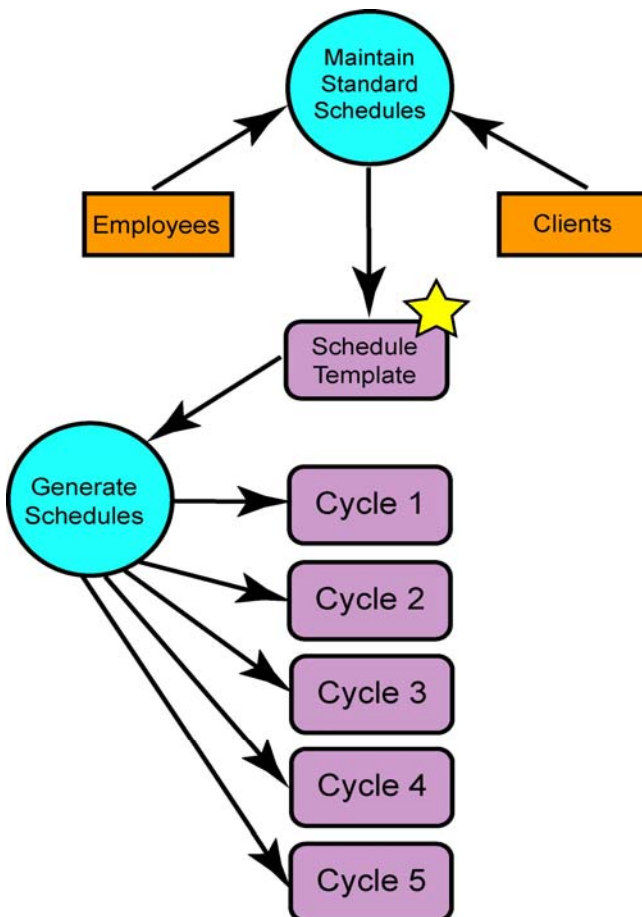 Maintain
Standard
Schedules
Employees
Clients
Schedule
Template
Generate
Schedules
Cycle 1
Cycle 2
Cycle 3
Cycle 4
Cycle 5